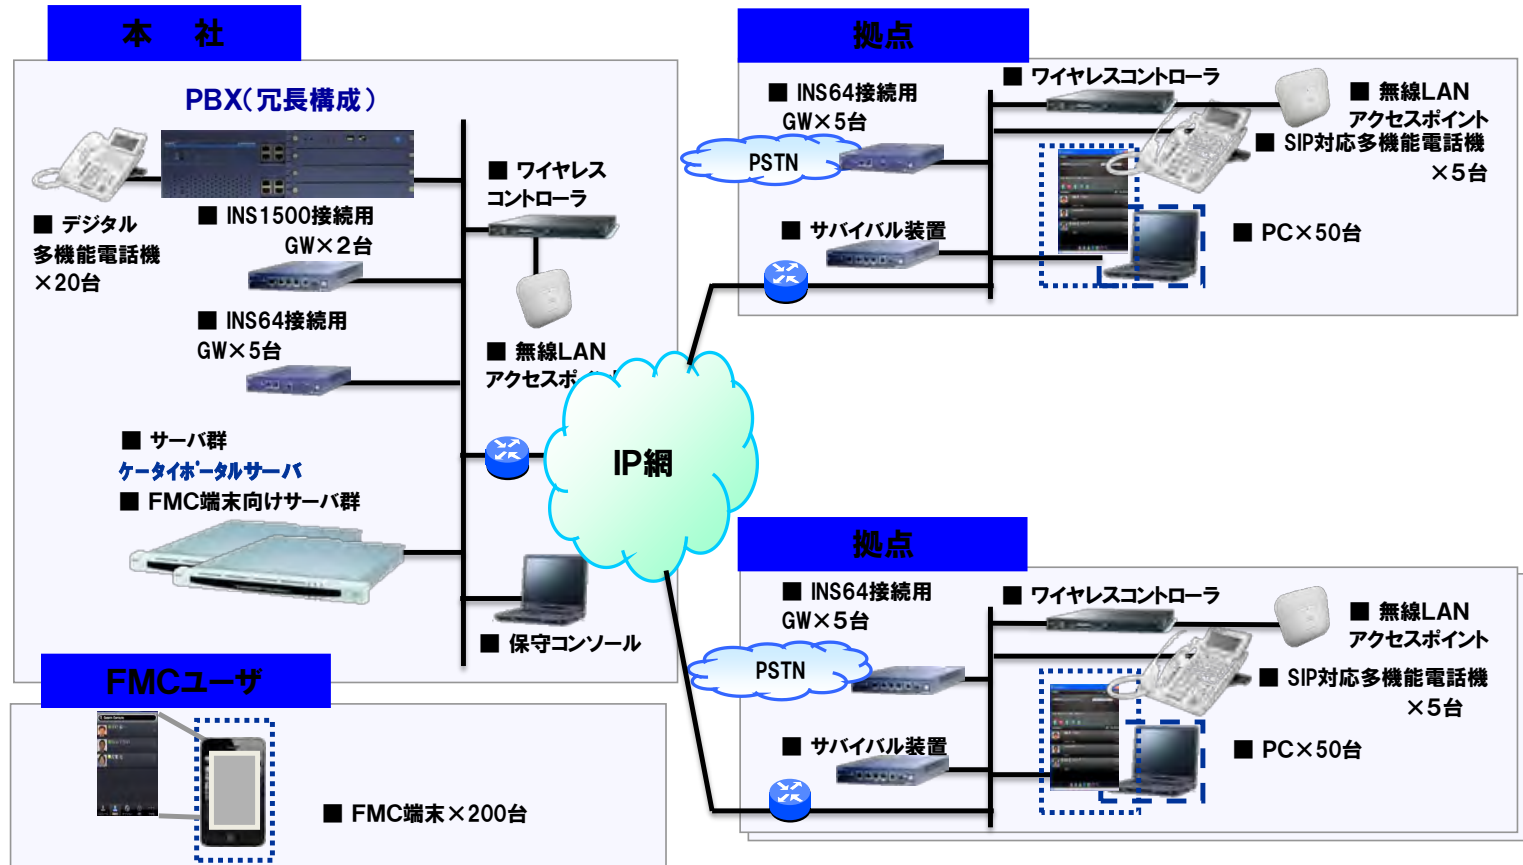 本 社
PBX(冗長構成)
■ デジタル
多機能電話機
×20台
■ INS1500接続用
GW×2台
■ INS64接続用
GW×5台
■ ワイヤレス
コントローラ
■ 無線LAN
アクセスポ
■ サーバ群
ケータイポータルサーバ
■ FMC端末向けサーバ群
■ 保守コンソール
IP網
FMCユーザ
■ FMC端末×200台
拠点
■ INS64接続用
GW×5台
PSTN
■ サバイバル装置
■ ワイヤレスコントローラ
■ 無線LAN
アクセスポイント
■ SIP対応多機能電話機
×5台
■ PC×50台
拠点
■ INS64接続用
GW×5台
PSTN
■ サバイバル装置
■ ワイヤレスコントローラ
■ 無線LAN
アクセスポイント
■ SIP対応多機能電話機
×5台
■ PC×50台